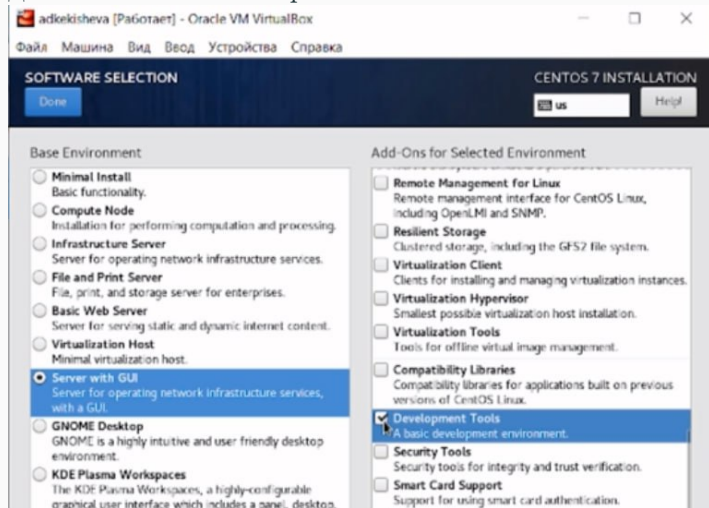 adkekisheva [Работает] - Oracle VM VirtualBox
Файл Машина Вид Ввод Устройства Справка
SOFTWARE SELECTION
CENTOS 7 INSTALLATION
Done
us
Help!
Base Environment
Minimal Install
Basic functionality.
Compute Node
Installation for performing computation and processing.
Infrastructure Server
Server for operating network infrastructure services.
File and Print Server
File, print, and storage server for enterprises.
Basic Web Server
Server for serving static and dynamic internet content.
Virtualization Host
Minimal virtualization host.
Server with GUI
Server for operating network infrastructure services,
with a GUI.
GNOME Desktop
GNOME is a highly intuitive and user friendly desktop
environment.
KDE Plasma Workspaces
The KDE Plasma Workspaces, a highly-configurable
graphical user interface which includes a panel, desktop,
Add-Ons for Selected Environment
Remote Management for Linux
Remote management interface for CentOS Linux,
including OpenLMI and SNMP.
Resilient Storage
Clustered storage, including the GFS2 file system.
Virtualization Client
Clients for installing and managing virtualization instances.
Virtualization Hypervisor
Smallest possible virtualization host installation.
Virtualization Tools
Tools for offline virtual image management.
Compatibility Libraries
Compatibility libraries for applications built on previous
versions of CentOS Linux.
Development Tools
A basic development environment.
Security Tools
Security tools for integrity and trust verification.
Smart Card Support
Support for using smart card authentication.